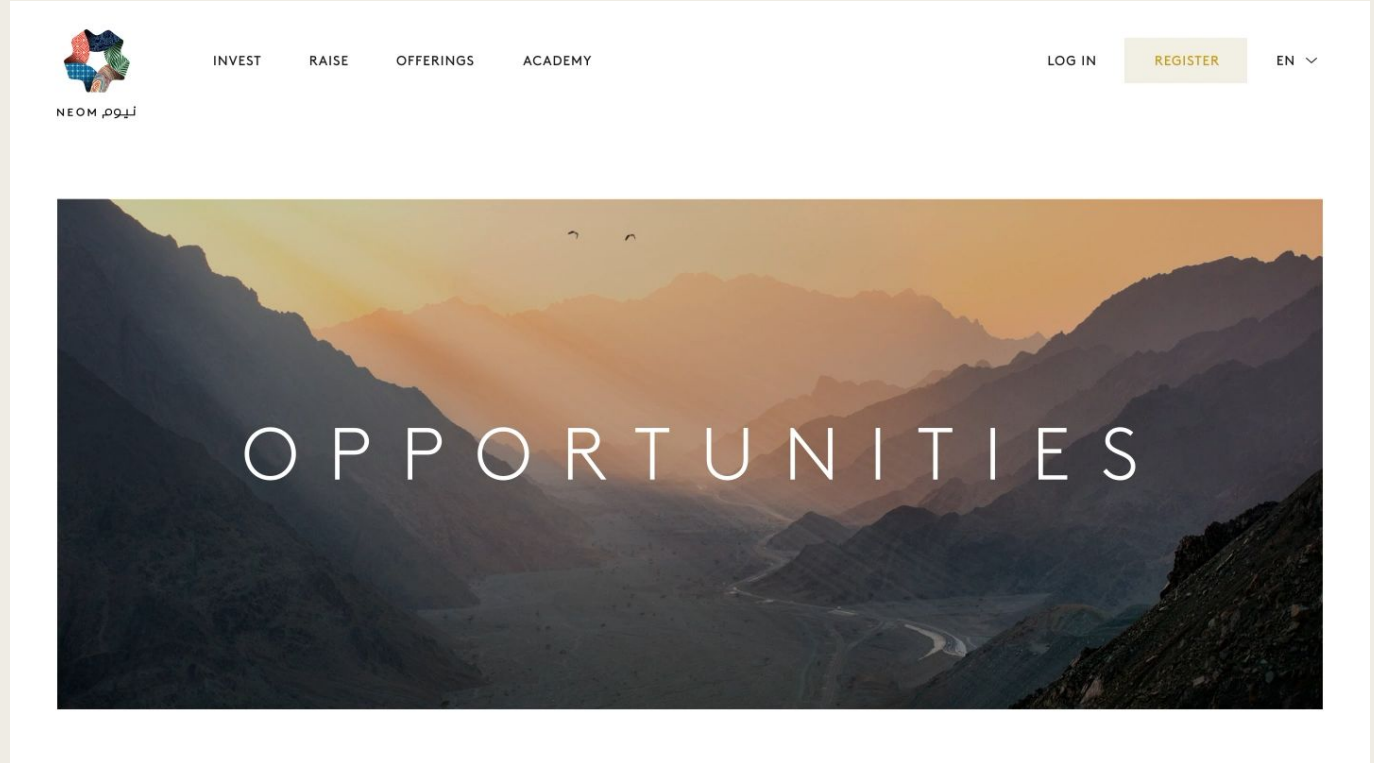 INVEST RAISE OFFERINGS ACADEMY LOG IN REGISTER EN
NEOM نيوم
OPPORTUNITIES